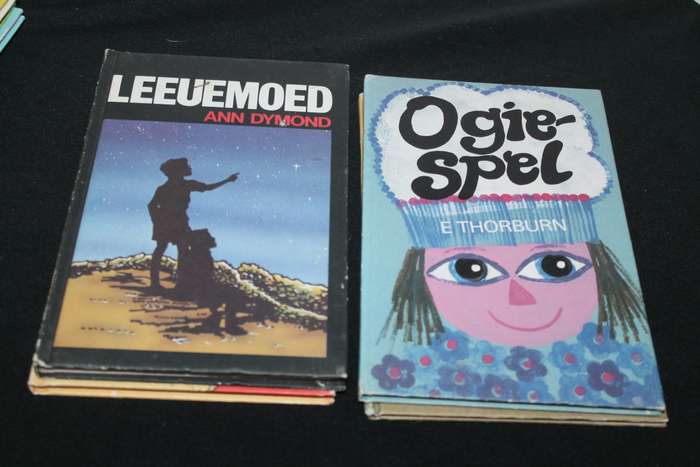 LEEUEMOED
ANN DYMOND
Ogie-
spel
E THORBURN